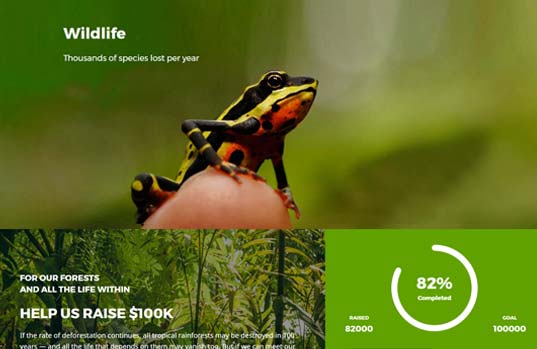 Wildlife
Thousands of species lost per year
FOR OUR FORESTS
AND ALL THE LIFE WITHIN
HELP US RAISE $100K
If the rate of deforestation continues, all tropical rainforests may be destroyed in 100
years — and all the life that depends on them may vanish too. But if we can meet our
82%
Completed
RAISED
82000
GOAL
100000